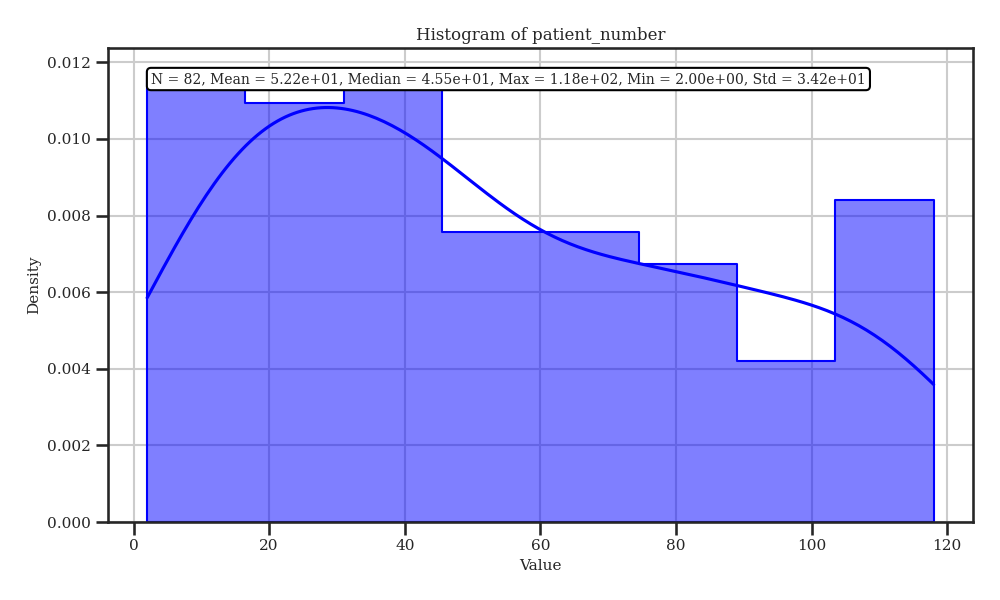 Histogram of patient_number
N = 82, Mean = 5.22e+01, Median = 4.55e+01, Max = 1.18e+02, Min = 2.00e+00, Std = 3.42e+01
0.012
0.010
0.008
0.006
0.004
0.002
0.000
Density
0 20 40 60 80 100 120
Value